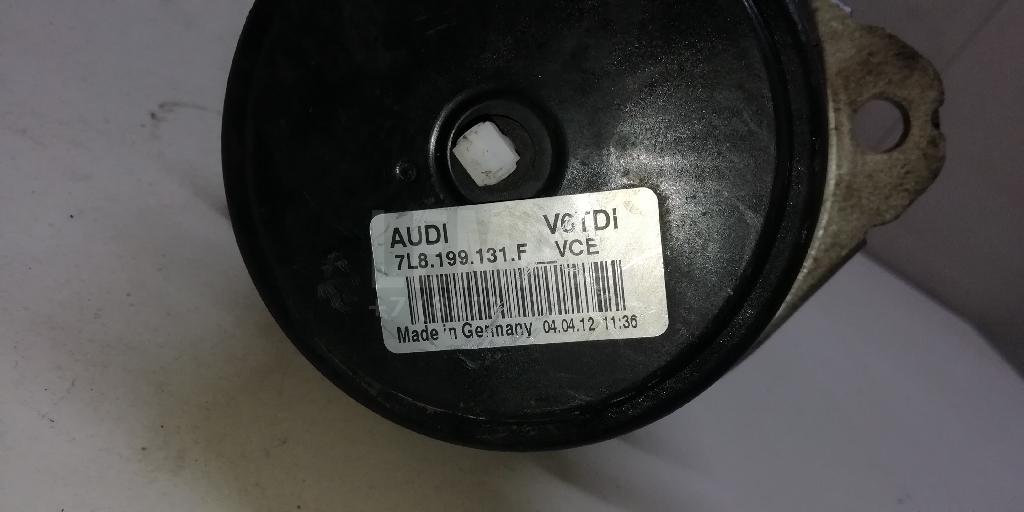 AUDI V6TDI
7L8.199.131.F VCE
Made in Germany 04.04.12 11:36